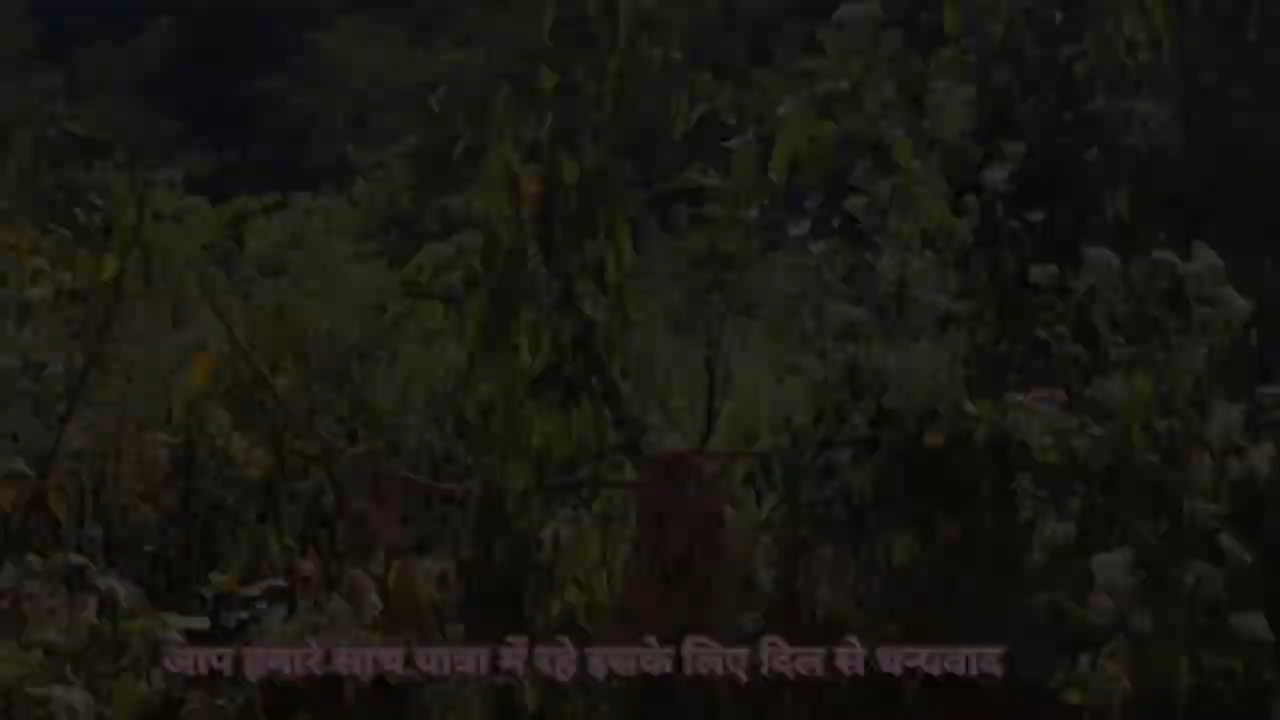 आप हमारे साथ यात्रा में रहे इसके लिए दिल से धन्यवाद